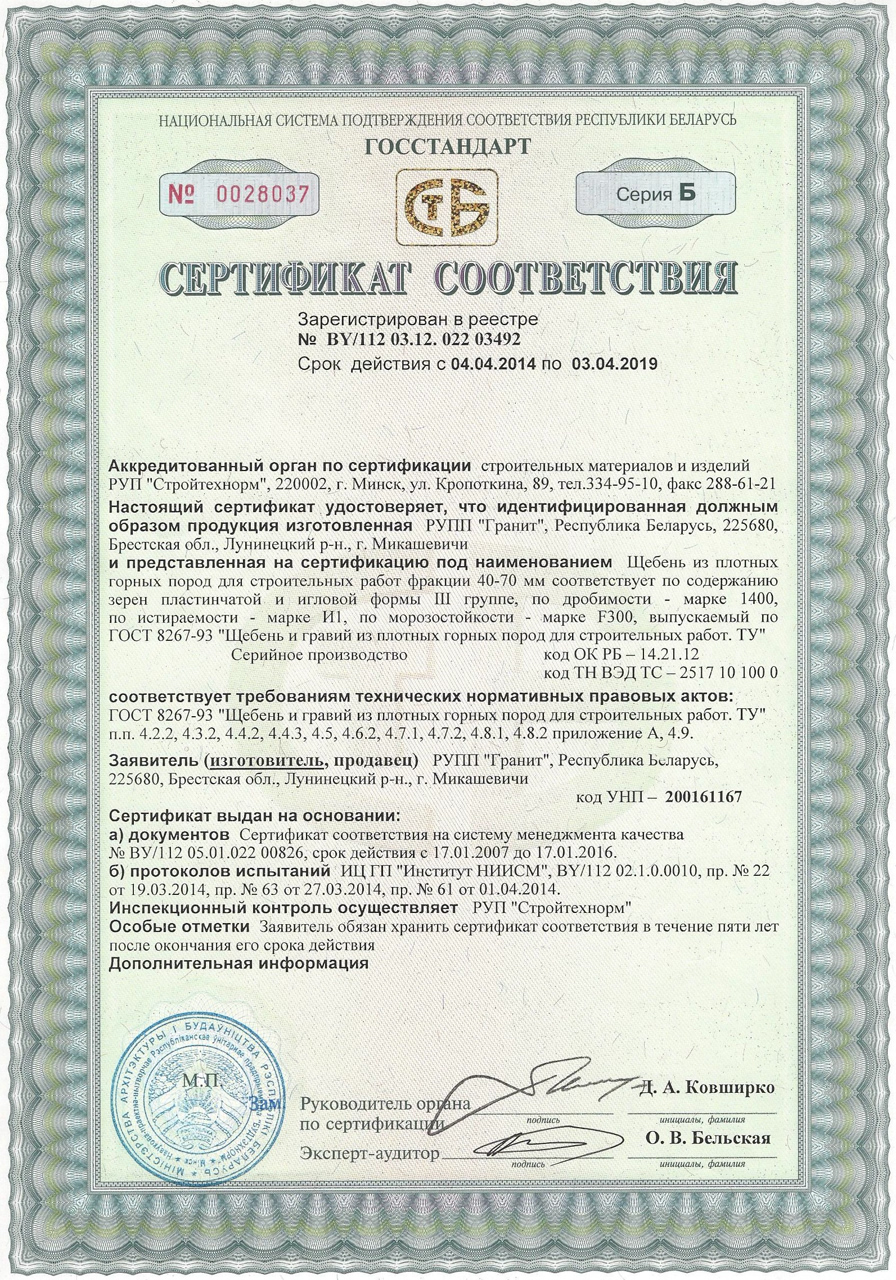 НАЦИОНАЛЬНАЯ СИСТЕМА ПОДТВЕРЖДЕНИЯ СООТВЕТСТВИЯ РЕСПУБЛИКИ БЕЛАРУСЬ
ГОССТАНДАРТ
№ 0028037
СТБ
Серия Б
СЕРТИФИКАТ СООТВЕТСТВИЯ
Зарегистрирован в реестре
№ BY/112 03.12. 022 03492
Срок действия с 04.04.2014 по 03.04.2019
Аккредитованный орган по сертификации строительных материалов и изделий
РУП "Стройтехнорм", 220002, г. Минск, ул. Кропоткина, 89, тел.334-95-10, факс 288-61-21
Настоящий сертификат удостоверяет, что идентифицированная должным
образом продукция изготовленная РУПП "Гранит", Республика Беларусь, 225680,
Брестская обл., Лунинецкий р-н., г. Микашевичи
и представленная на сертификацию под наименованием Щебень из плотных
горных пород для строительных работ фракции 40-70 мм соответствует по содержанию
зерен пластинчатой и игловой формы III группе, по дробимости - марке 1400,
по истираемости - марке И1, по морозостойкости - марке F300, выпускаемый по
ГОСТ 8267-93 "Щебень и гравий из плотных горных пород для строительных работ. ТУ"
Серийное производство код ОК РБ – 14.21.12
код ТН ВЭД ТС – 2517 10 100 0
соответствует требованиям технических нормативных правовых актов:
ГОСТ 8267-93 "Щебень и гравий из плотных горных пород для строительных работ. ТУ"
п.п. 4.2.2, 4.3.2, 4.4.2, 4.4.3, 4.5, 4.6.2, 4.7.1, 4.7.2, 4.8.1, 4.8.2 приложение А, 4.9.
Заявитель (изготовитель, продавец) РУПП "Гранит", Республика Беларусь,
225680, Брестская обл., Лунинецкий р-н., г. Микашевичи
код УНП – 200161167
Сертификат выдан на основании:
а) документов Сертификат соответствия на систему менеджмента качества
№ BY/112 05.01.022 00826, срок действия с 17.01.2007 до 17.01.2016.
б) протоколов испытаний ИЦ ГП "Институт НИИСМ", BY/112 02.1.0.0010, пр. № 22
от 19.03.2014, пр. № 63 от 27.03.2014, пр. № 61 от 01.04.2014.
Инспекционный контроль осуществляет РУП "Стройтехнорм"
Особые отметки Заявитель обязан хранить сертификат соответствия в течение пяти лет
после окончания его срока действия
Дополнительная информация
МІНІСТЭРСТВА АРХІТЭКТУРЫ І БУДАЎНІЦТВА РЭСПУБЛІКІ БЕЛАРУСЬ
М.П.
Зам.
Руководитель органа
по сертификации
Д. А. Ковширко
подпись инициалы, фамилия
Эксперт-аудитор
О. В. Бельская
подпись инициалы, фамилия